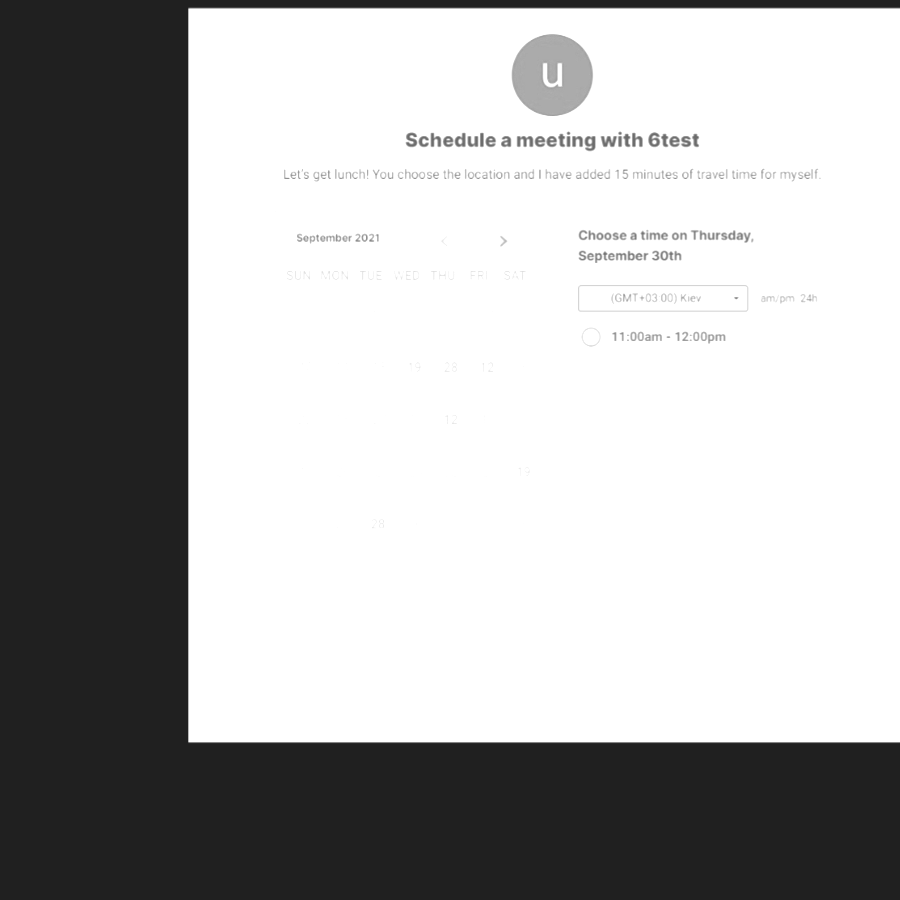 u
Schedule a meeting with 6test
Let's get lunch! You choose the location and I have added 15 minutes of travel time for myself.
September 2021
SUN MON TUE WED THU FRI SAT
19 28 12
12
19
28
Choose a time on Thursday,
September 30th
(GMT+03:00) Kiev
am/pm 24h
11:00am - 12:00pm